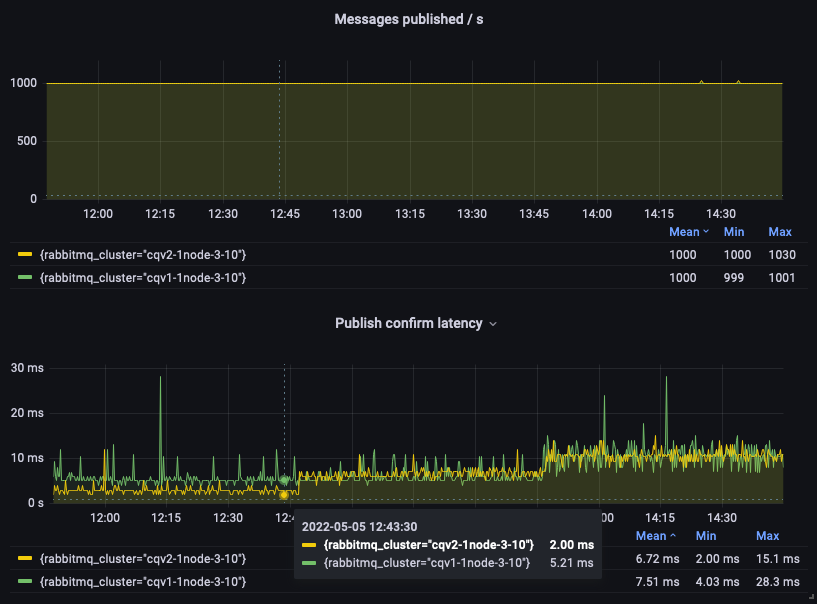 Messages published / s
1000
500
0
12:00 12:15 12:30 12:45 13:00 13:15 13:30 13:45 14:00 14:15 14:30
Mean Min Max
{rabbitmq_cluster="cqv2-1node-3-10"} 1000 1000 1030
{rabbitmq_cluster="cqv1-1node-3-10"} 1000 999 1001
Publish confirm latency
30 ms
20 ms
10 ms
0 s
12:00 12:15 12:30 12:4 00 14:15 14:30
2022-05-05 12:43:30
{rabbitmq_cluster="cqv2-1node-3-10"} 2.00 ms
{rabbitmq_cluster="cqv1-1node-3-10"} 5.21 ms
Mean Min Max
{rabbitmq_cluster="cqv2-1node-3-10"} 6.72 ms 2.00 ms 15.1 ms
{rabbitmq_cluster="cqv1-1node-3-10"} 7.51 ms 4.03 ms 28.3 ms